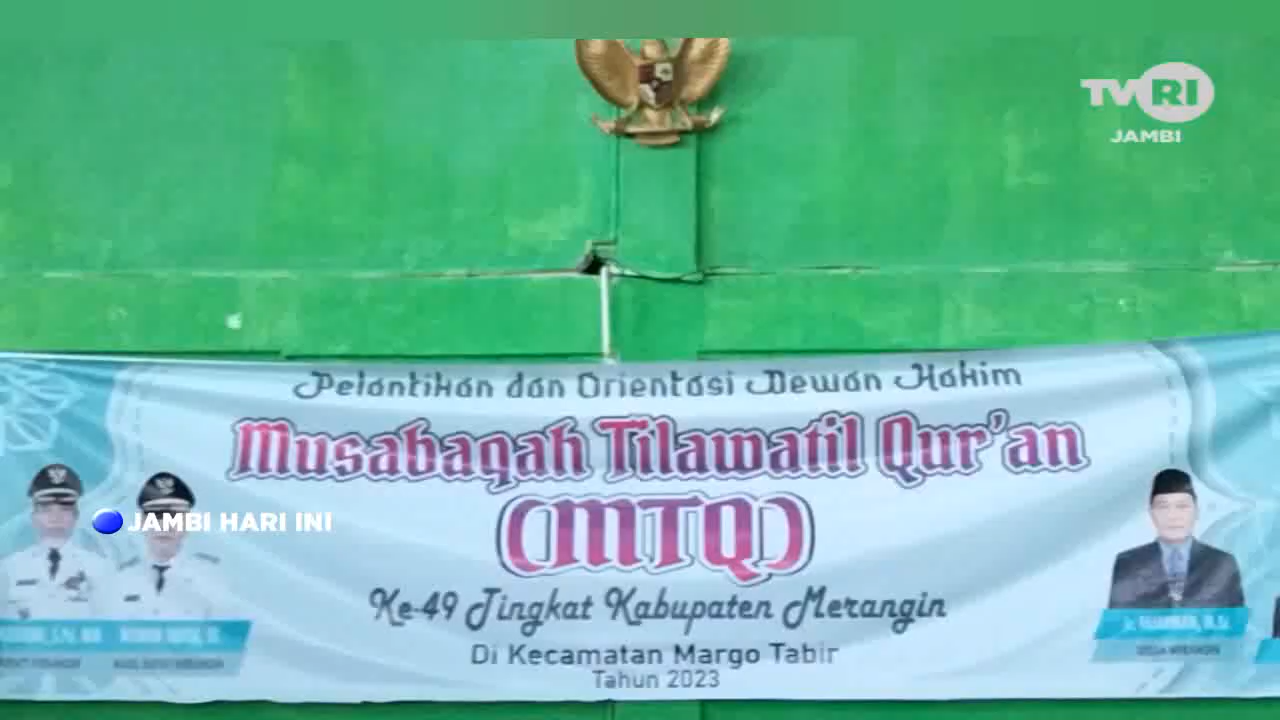 TVRI
JAMBI
Pelantikan dan Orientasi Dewan Hakim
Musabaqah Tilawatil Qur'an
(MTQ)
JAMBI HARI INI
Ke-49 Tingkat Kabupaten Merangin
Di Kecamatan Margo Tabir
Tahun 2023